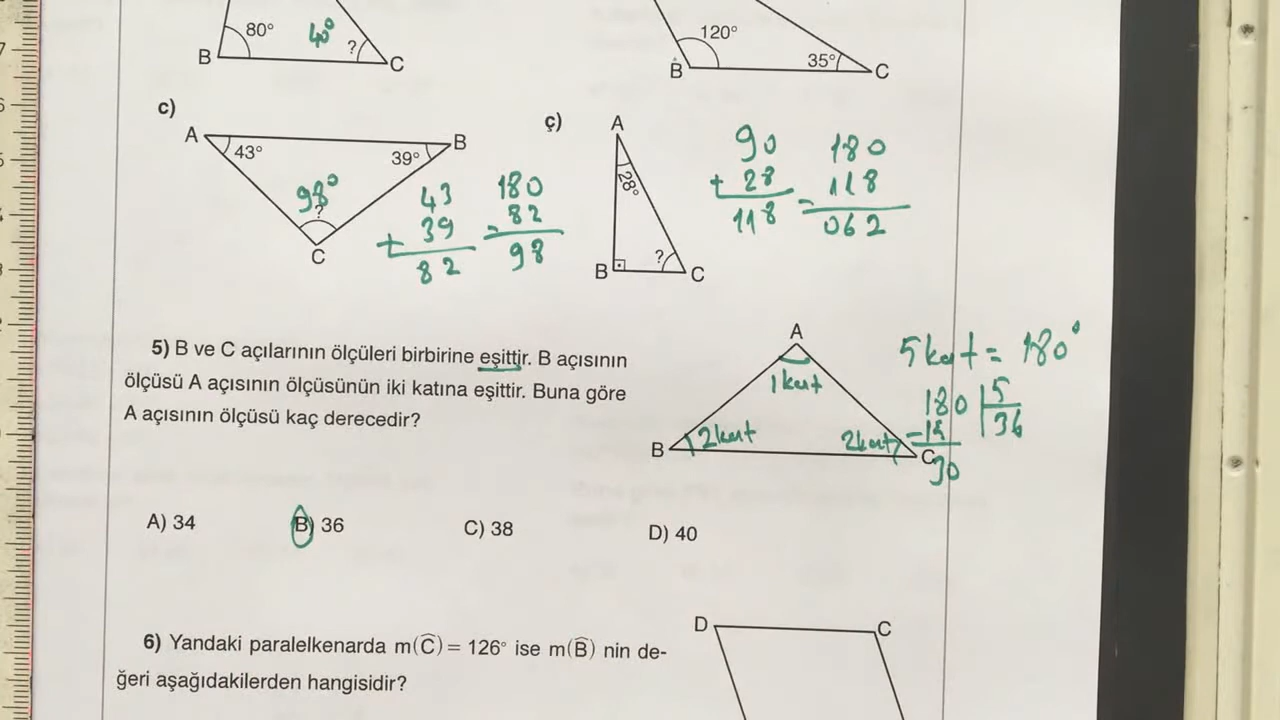 80° 40° ?
B C
120°
35°
B C
c)
A 43° 39° B
98°
?
C
43
+ 39
82
180
- 82
98
ç)
A
28°
B ? C
90
+ 28
118
180
- 118
062
5) B ve C açılarının ölçüleri birbirine eşittir. B açısının
ölçüsü A açısının ölçüsünün iki katına eşittir. Buna göre
A açısının ölçüsü kaç derecedir?
A
1 kat
B 2 kat 2 kat C
5 kat = 180°
180 5
- 15 36
30
A) 34 B) 36 C) 38 D) 40
6) Yandaki paralelkenarda m(C) = 126° ise m(B) nin de-
ğeri aşağıdakilerden hangisidir?
D C